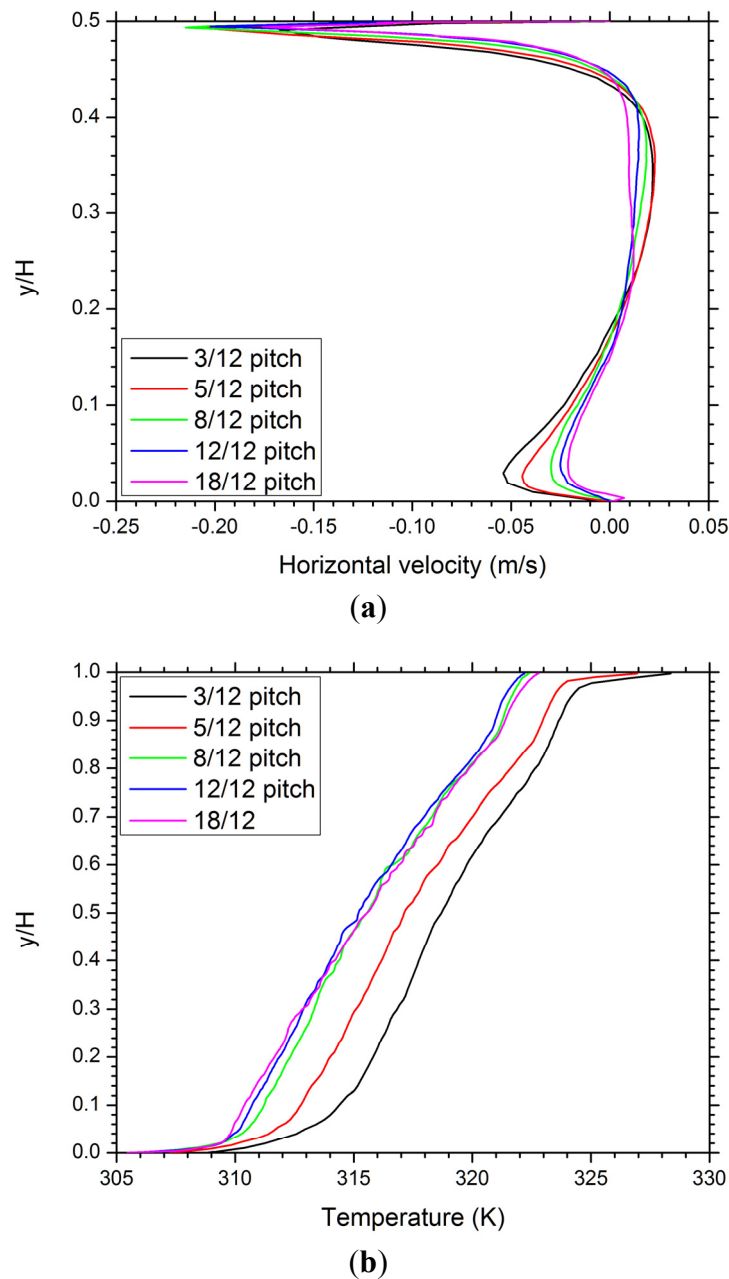 0.5
0.4
0.3
0.2
0.1
0.0
y/H
3/12 pitch
5/12 pitch
8/12 pitch
12/12 pitch
18/12 pitch
-0.25 -0.20 -0.15 -0.10 -0.05 0.00 0.05
Horizontal velocity (m/s)
(a)
1.0
0.9
0.8
0.7
0.6
0.5
0.4
0.3
0.2
0.1
0.0
y/H
3/12 pitch
5/12 pitch
8/12 pitch
12/12 pitch
18/12
305 310 315 320 325 330
Temperature (K)
(b)